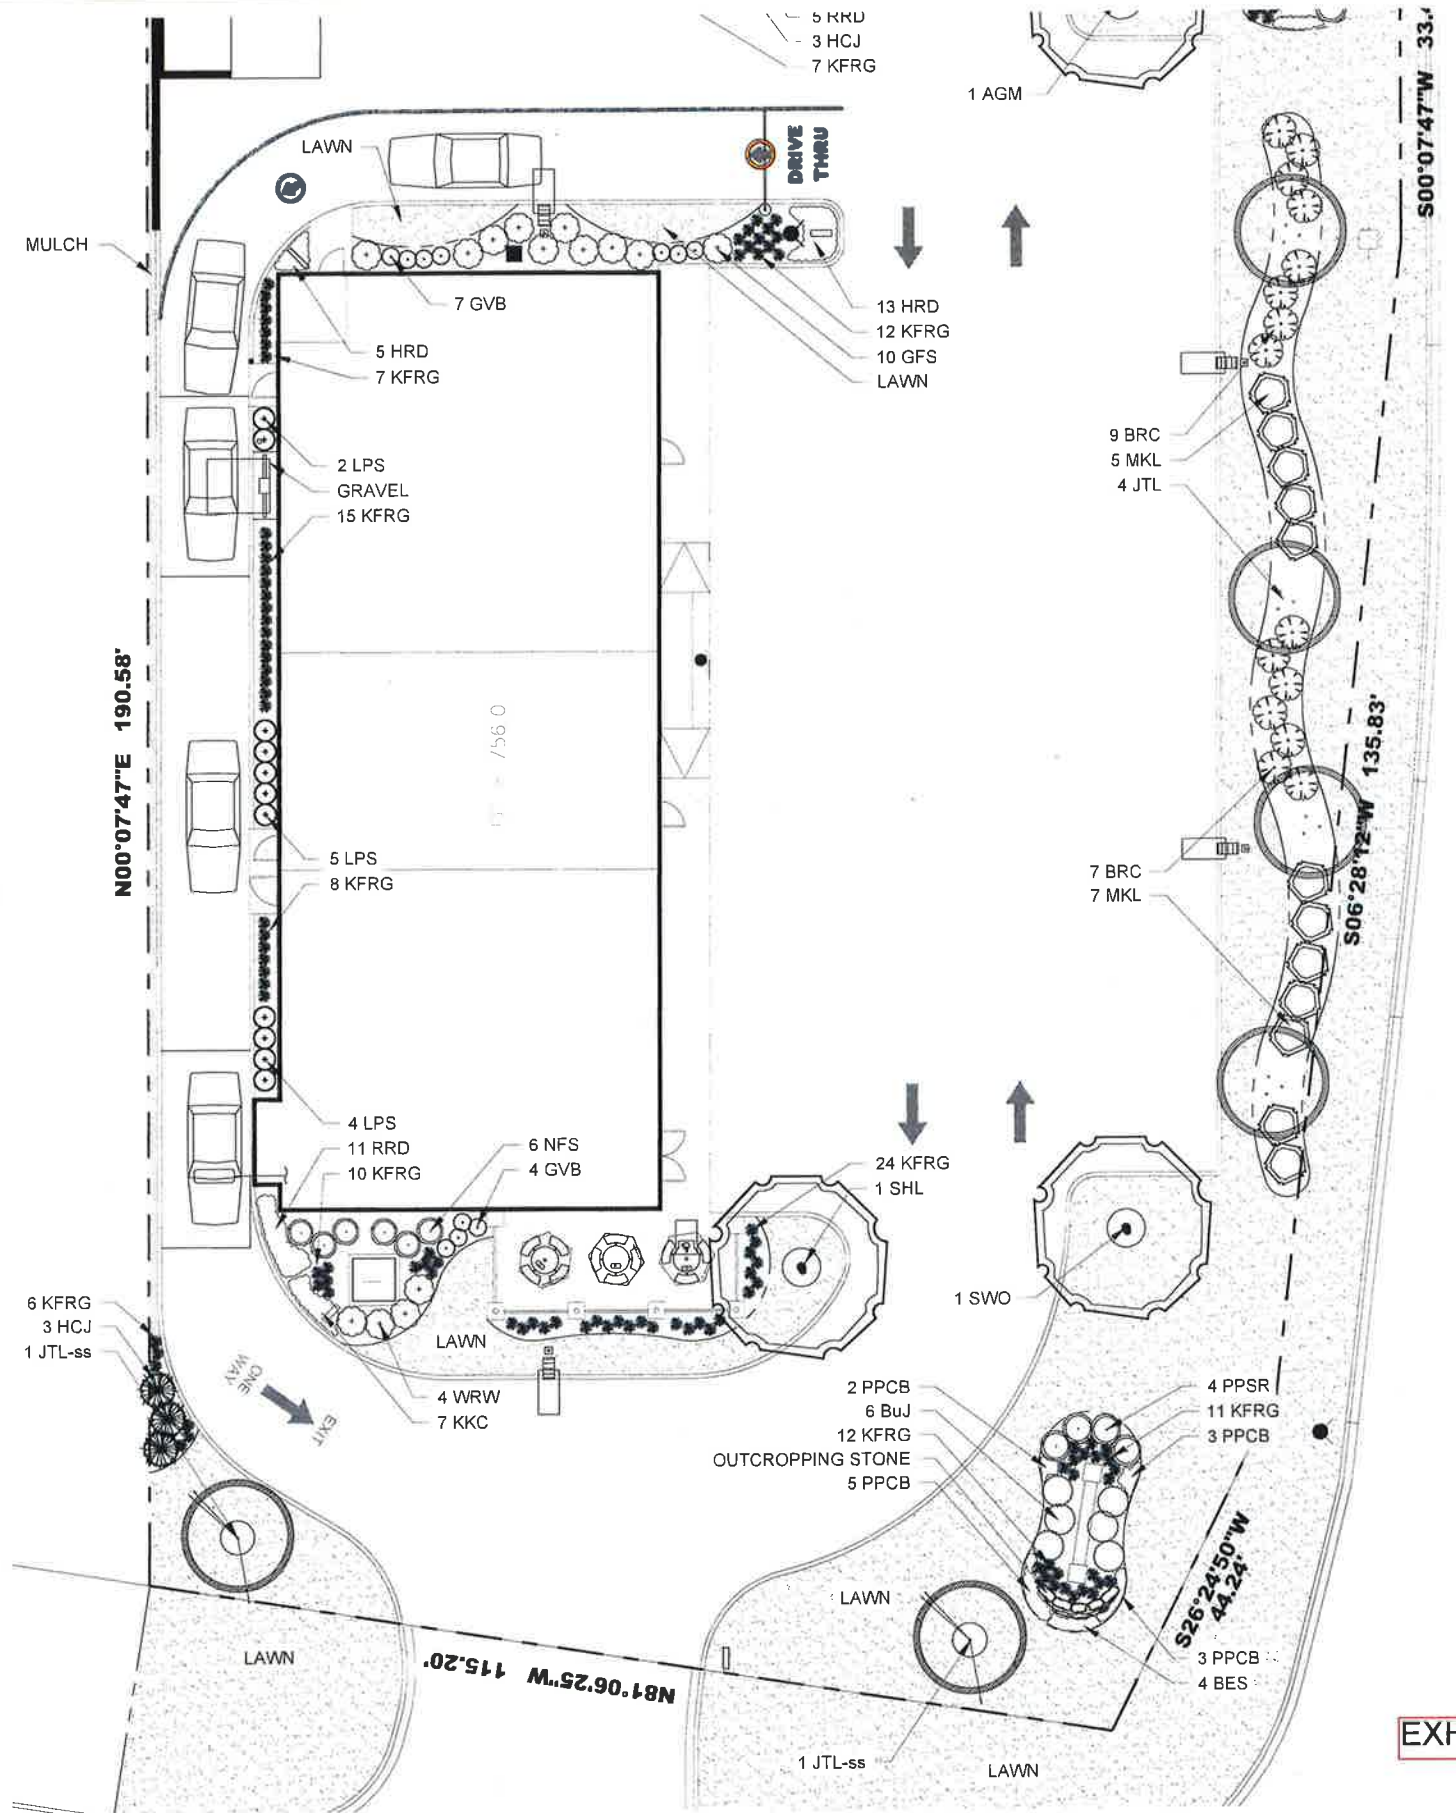 5 RRD
3 HCJ
7 KFRG
1 AGM
S00°07'47"W
LAWN
DRIVE
THRU
MULCH
7 GVB
5 HRD
7 KFRG
13 HRD
12 KFRG
10 GFS
LAWN
2 LPS
GRAVEL
15 KFRG
9 BRC
5 MKL
4 JTL
N00°07'47"E 190.58'
S06°28'12"W 135.83'
5 LPS
8 KFRG
7 BRC
7 MKL
4 LPS
11 RRD
10 KFRG
6 NFS
4 GVB
24 KFRG
1 SHL
1 SWO
6 KFRG
3 HCJ
1 JTL-ss
LAWN
ONE
WAY
EXIT
4 WRW
7 KKC
2 PPCB
6 BuJ
12 KFRG
OUTCROPPING STONE
5 PPCB
4 PPSR
11 KFRG
3 PPCB
S26°24'50"W
44.24'
LAWN
LAWN
N81°06'25"W 115.20'
3 PPCB
4 BES
1 JTL-ss
LAWN
EXH